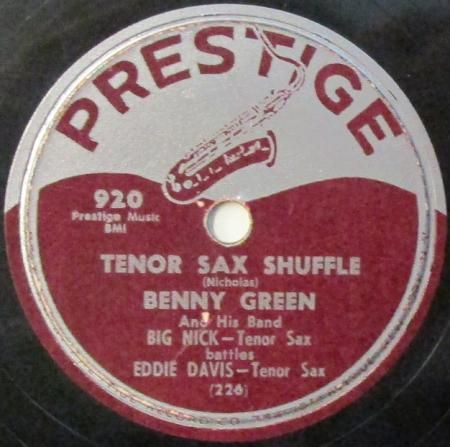 PRESTIGE
920
Prestige Music
BMI
TENOR SAX SHUFFLE
(Nicholas)
BENNY GREEN
And His Band
BIG NICK—Tenor Sax
battles
EDDIE DAVIS—Tenor Sax
(226)